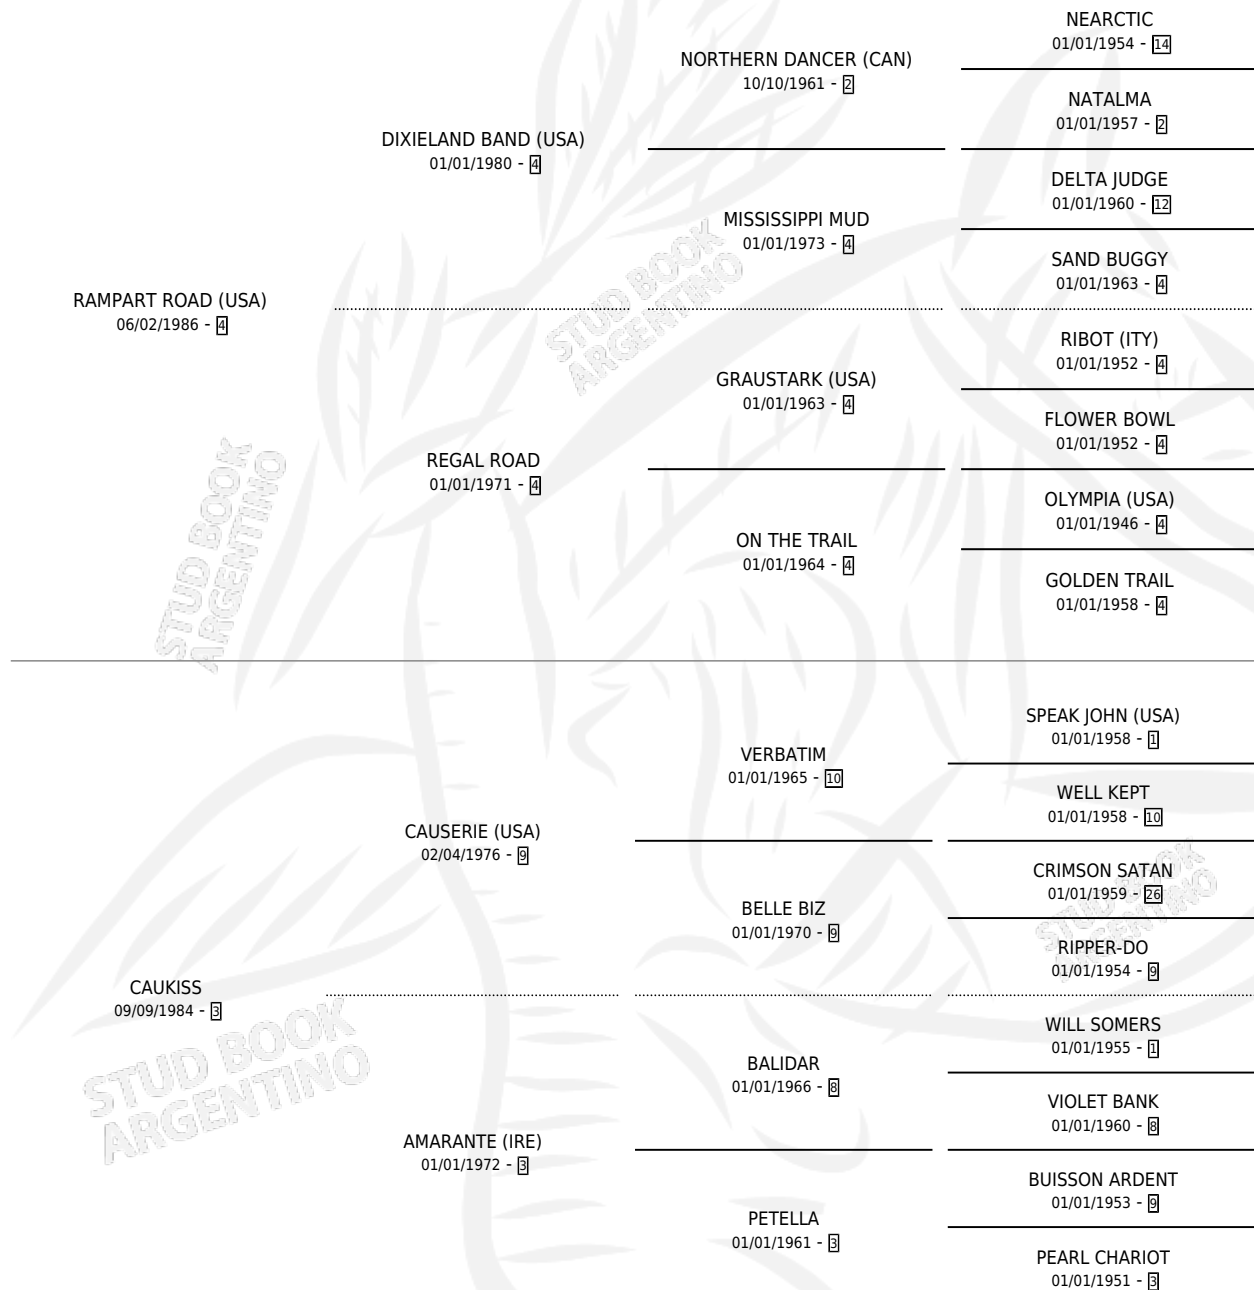 NEARCTIC
01/01/1954 - 14
NORTHERN DANCER (CAN)
10/10/1961 - 2
NATALMA
01/01/1957 - 2
DIXIELAND BAND (USA)
01/01/1980 - 4
DELTA JUDGE
01/01/1960 - 12
MISSISSIPPI MUD
01/01/1973 - 4
SAND BUGGY
01/01/1963 - 4
RAMPART ROAD (USA)
06/02/1986 - 4
STUD BOOK
ARGENTINO
RIBOT (ITY)
01/01/1952 - 4
GRAUSTARK (USA)
01/01/1963 - 4
FLOWER BOWL
01/01/1952 - 4
REGAL ROAD
01/01/1971 - 4
OLYMPIA (USA)
01/01/1946 - 4
ON THE TRAIL
01/01/1964 - 4
GOLDEN TRAIL
01/01/1958 - 4
STUD BOOK
ARGENTINO
SPEAK JOHN (USA)
01/01/1958 - 1
VERBATIM
01/01/1965 - 10
WELL KEPT
01/01/1958 - 10
CAUSERIE (USA)
02/04/1976 - 9
CRIMSON SATAN
01/01/1959 - 26
BELLE BIZ
01/01/1970 - 9
STUD BOOK
ARGENTINO
RIPPER-DO
01/01/1954 - 9
CAUKISS
09/09/1984 - 3
WILL SOMERS
01/01/1955 - 1
BALIDAR
01/01/1966 - 8
VIOLET BANK
01/01/1960 - 8
STUD BOOK
ARGENTINO
AMARANTE (IRE)
01/01/1972 - 3
BUISSON ARDENT
01/01/1953 - 9
PETELLA
01/01/1961 - 3
PEARL CHARIOT
01/01/1951 - 3